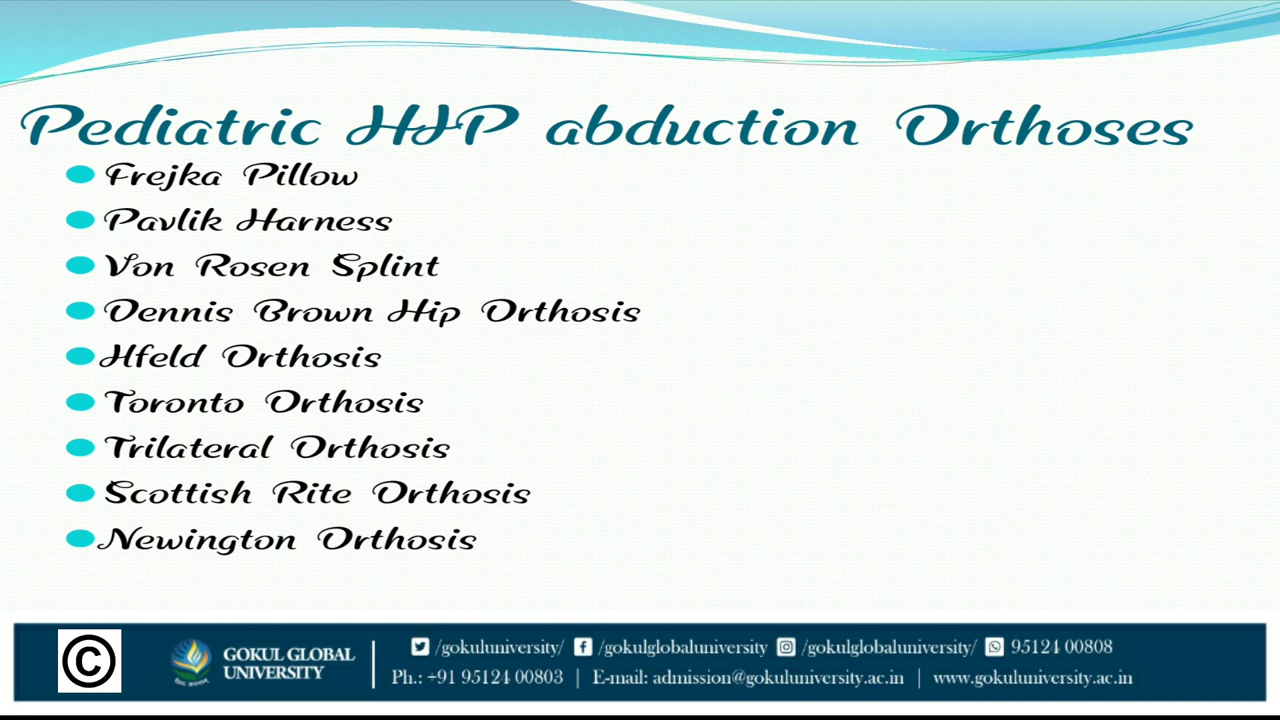 Pediatric HIP abduction Orthoses
Frejka Pillow
Pavlik Harness
Von Rosen Splint
Dennis Brown Hip Orthosis
Hfeld Orthosis
Toronto Orthosis
Trilateral Orthosis
Scottish Rite Orthosis
Newington Orthosis
©
GOKUL GLOBAL
UNIVERSITY
/gokuluniversity/ /gokulglobaluniversity /gokulglobaluniversity/ 95124 00808
Ph.: +91 95124 00803 | E-mail: admission@gokuluniversity.ac.in | www.gokuluniversity.ac.in